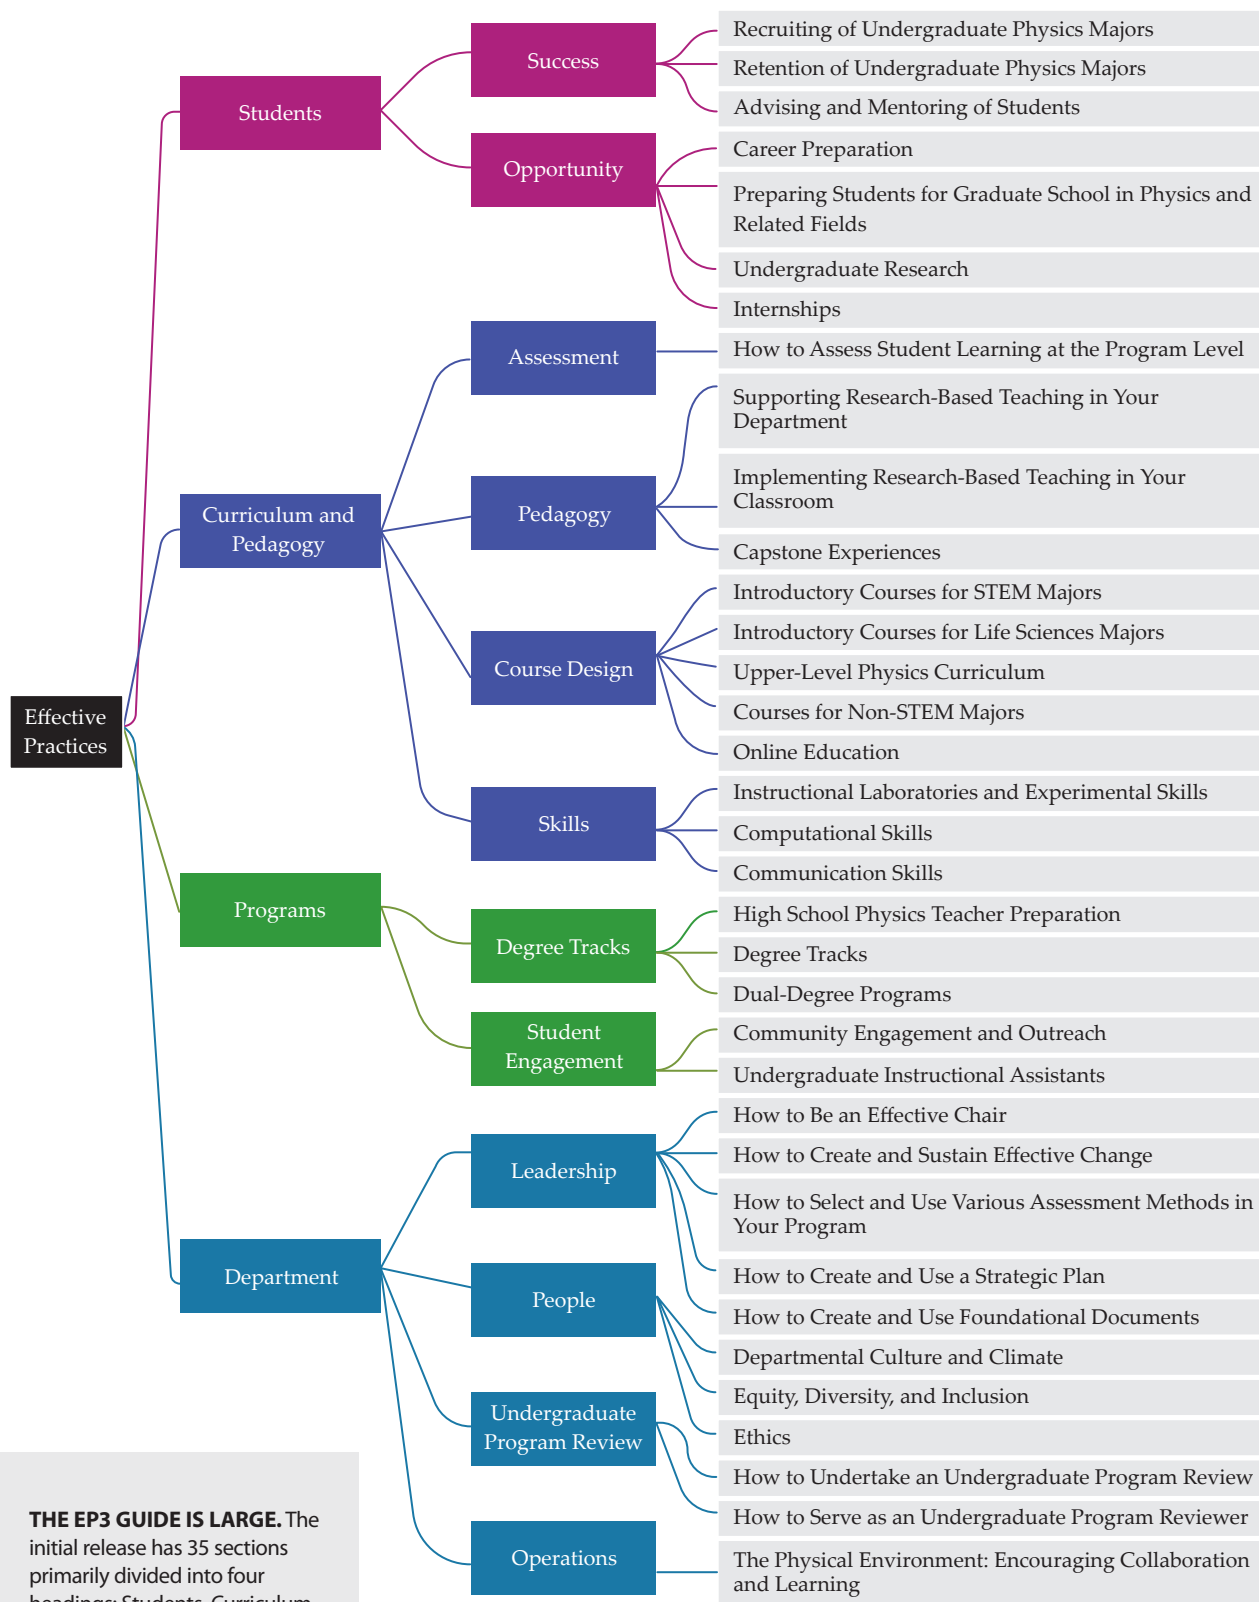 Recruiting of Undergraduate Physics Majors
Success
Retention of Undergraduate Physics Majors
Students
Advising and Mentoring of Students
Career Preparation
Opportunity
Preparing Students for Graduate School in Physics and
Related Fields
Undergraduate Research
Internships
Assessment
How to Assess Student Learning at the Program Level
Supporting Research-Based Teaching in Your
Department
Curriculum and
Pedagogy
Pedagogy
Implementing Research-Based Teaching in Your
Classroom
Capstone Experiences
Introductory Courses for STEM Majors
Introductory Courses for Life Sciences Majors
Course Design
Upper-Level Physics Curriculum
Courses for Non-STEM Majors
Effective
Practices
Online Education
Instructional Laboratories and Experimental Skills
Skills
Computational Skills
Communication Skills
Programs
High School Physics Teacher Preparation
Degree Tracks
Degree Tracks
Dual-Degree Programs
Student
Engagement
Community Engagement and Outreach
Undergraduate Instructional Assistants
How to Be an Effective Chair
Leadership
How to Create and Sustain Effective Change
How to Select and Use Various Assessment Methods in
Your Program
Department
How to Create and Use a Strategic Plan
People
How to Create and Use Foundational Documents
Departmental Culture and Climate
Equity, Diversity, and Inclusion
Undergraduate
Program Review
Ethics
How to Undertake an Undergraduate Program Review
How to Serve as an Undergraduate Program Reviewer
Operations
The Physical Environment: Encouraging Collaboration
and Learning
THE EP3 GUIDE IS LARGE. The
initial release has 35 sections
primarily divided into four
headings: Students, Curriculum